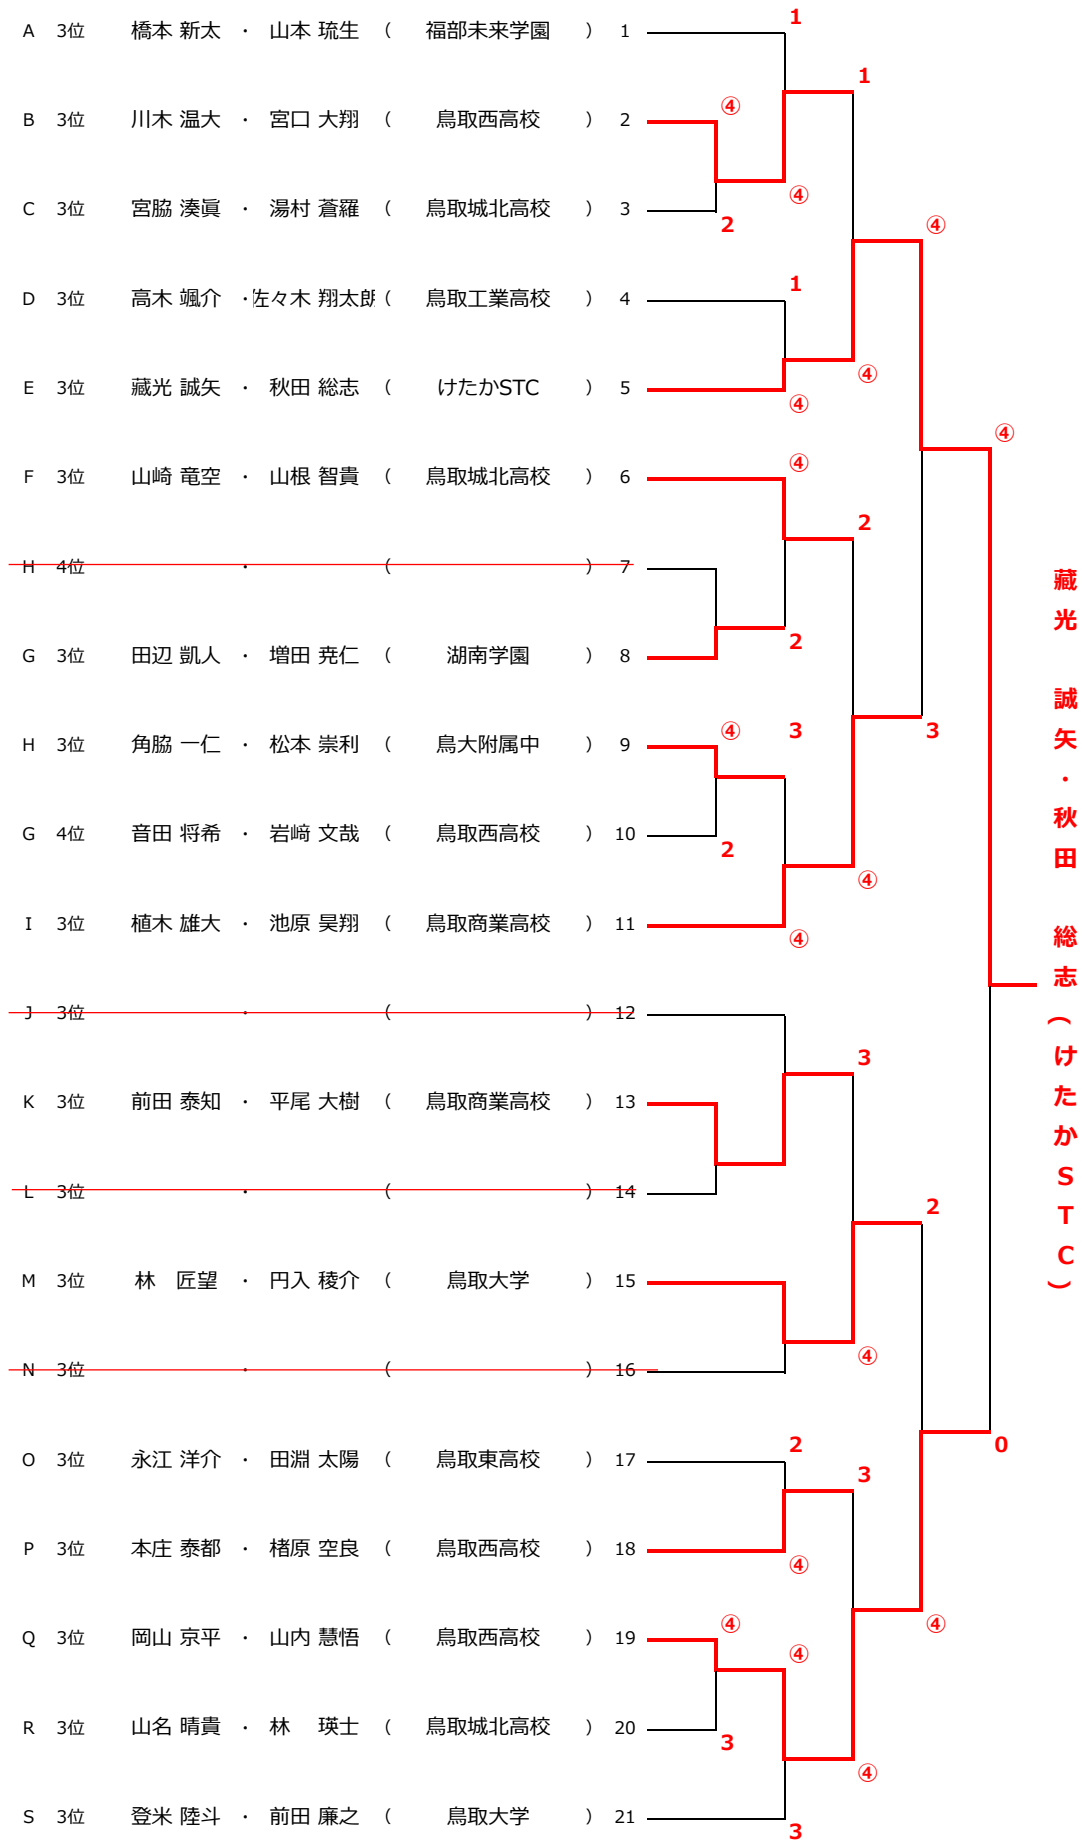 A 3位 橋本 新太 ・ 山本 琉生 ( 福部未来学園 ) 1
1
1
B 3位 川木 温大 ・ 宮口 大翔 ( 鳥取西高校 ) 2
④
④
C 3位 宮脇 湊眞 ・ 湯村 蒼羅 ( 鳥取城北高校 ) 3
2
④
D 3位 高木 颯介 ・佐々木 翔太朗( 鳥取工業高校 ) 4
1
④
E 3位 藏光 誠矢 ・ 秋田 総志 ( けたかSTC ) 5
④
④
F 3位 山崎 竜空 ・ 山根 智貴 ( 鳥取城北高校 ) 6
④
2
H 4位 ・ ( ) 7
G 3位 田辺 凱人 ・ 増田 尭仁 ( 湖南学園 ) 8
2
H 3位 角脇 一仁 ・ 松本 崇利 ( 鳥大附属中 ) 9
④
3
3
G 4位 音田 将希 ・ 岩﨑 文哉 ( 鳥取西高校 ) 10
2
④
I 3位 植木 雄大 ・ 池原 昊翔 ( 鳥取商業高校 ) 11
④
J 3位 ・ ( ) 12
3
K 3位 前田 泰知 ・ 平尾 大樹 ( 鳥取商業高校 ) 13
L 3位 ・ ( ) 14
2
M 3位 林 匠望 ・ 円入 稜介 ( 鳥取大学 ) 15
④
N 3位 ・ ( ) 16
O 3位 永江 洋介 ・ 田淵 太陽 ( 鳥取東高校 ) 17
2
3
0
P 3位 本庄 泰都 ・ 楮原 空良 ( 鳥取西高校 ) 18
④
Q 3位 岡山 京平 ・ 山内 慧悟 ( 鳥取西高校 ) 19
④
④
④
R 3位 山名 晴貴 ・ 林 瑛士 ( 鳥取城北高校 ) 20
3
④
S 3位 登米 陸斗 ・ 前田 廉之 ( 鳥取大学 ) 21
3
藏光 誠矢・秋田 総志(けたかSTC)